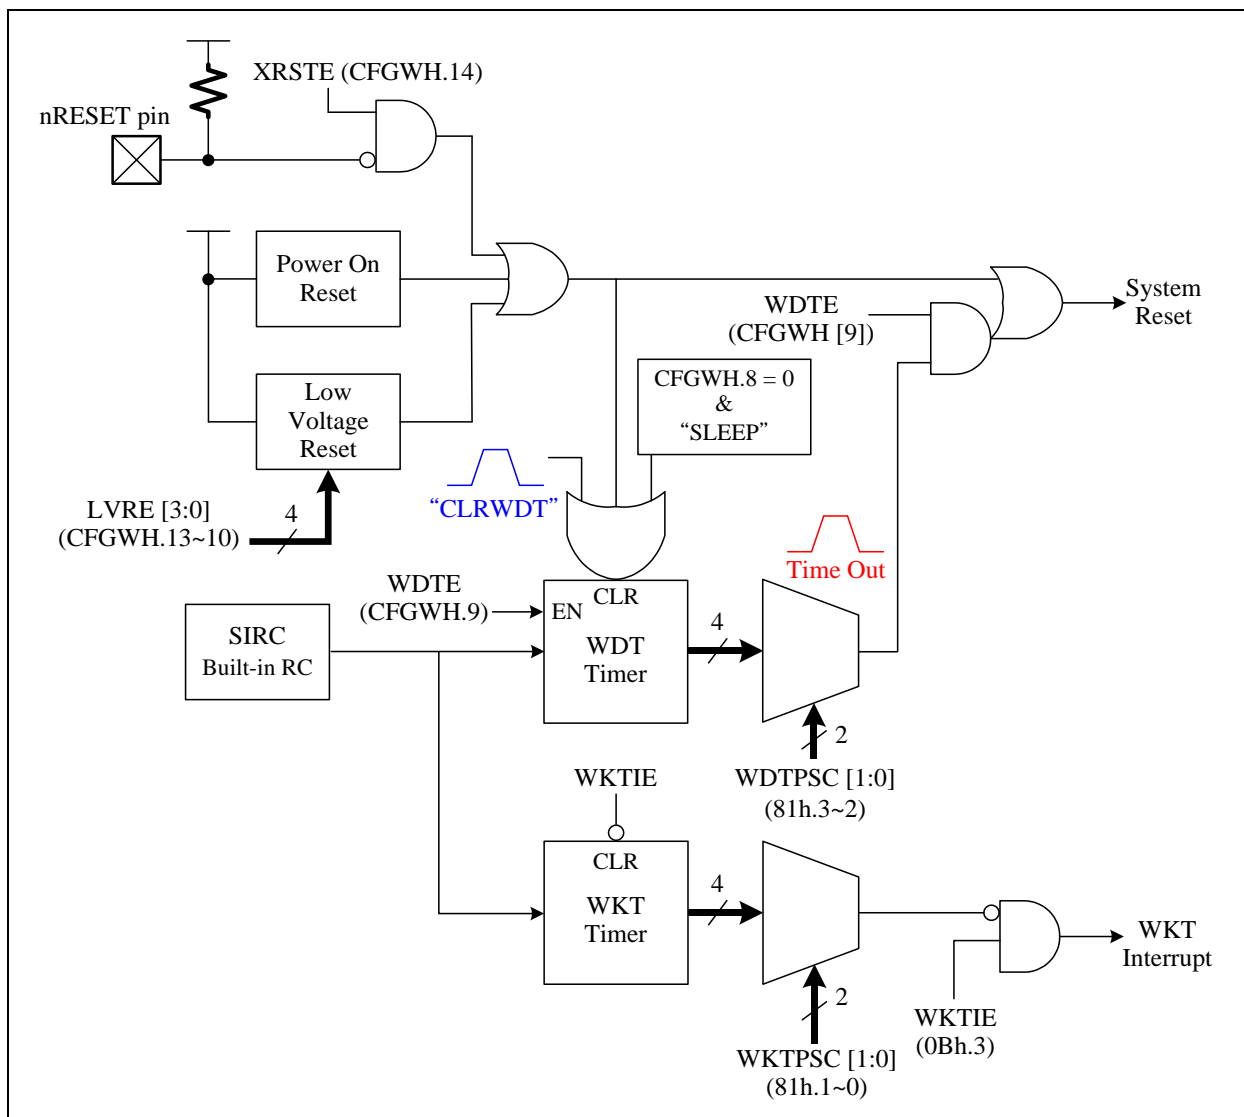 XRSTE (CFGWH.14)
nRESET pin
Power On
Reset
Low
Voltage
Reset
LVRE [3:0]
(CFGWH.13~10)
4
WDTE
(CFGWH [9])
System
Reset
CFGWH.8 = 0
&
“SLEEP”
“CLRWDT”
Time Out
WDTE
(CFGWH.9)
SIRC
Built-in RC
CLR
EN
WDT
Timer
4
2
WDTPSC [1:0]
(81h.3~2)
WKTIE
CLR
WKT
Timer
4
2
WKTPSC [1:0]
(81h.1~0)
WKTIE
(0Bh.3)
WKT
Interrupt